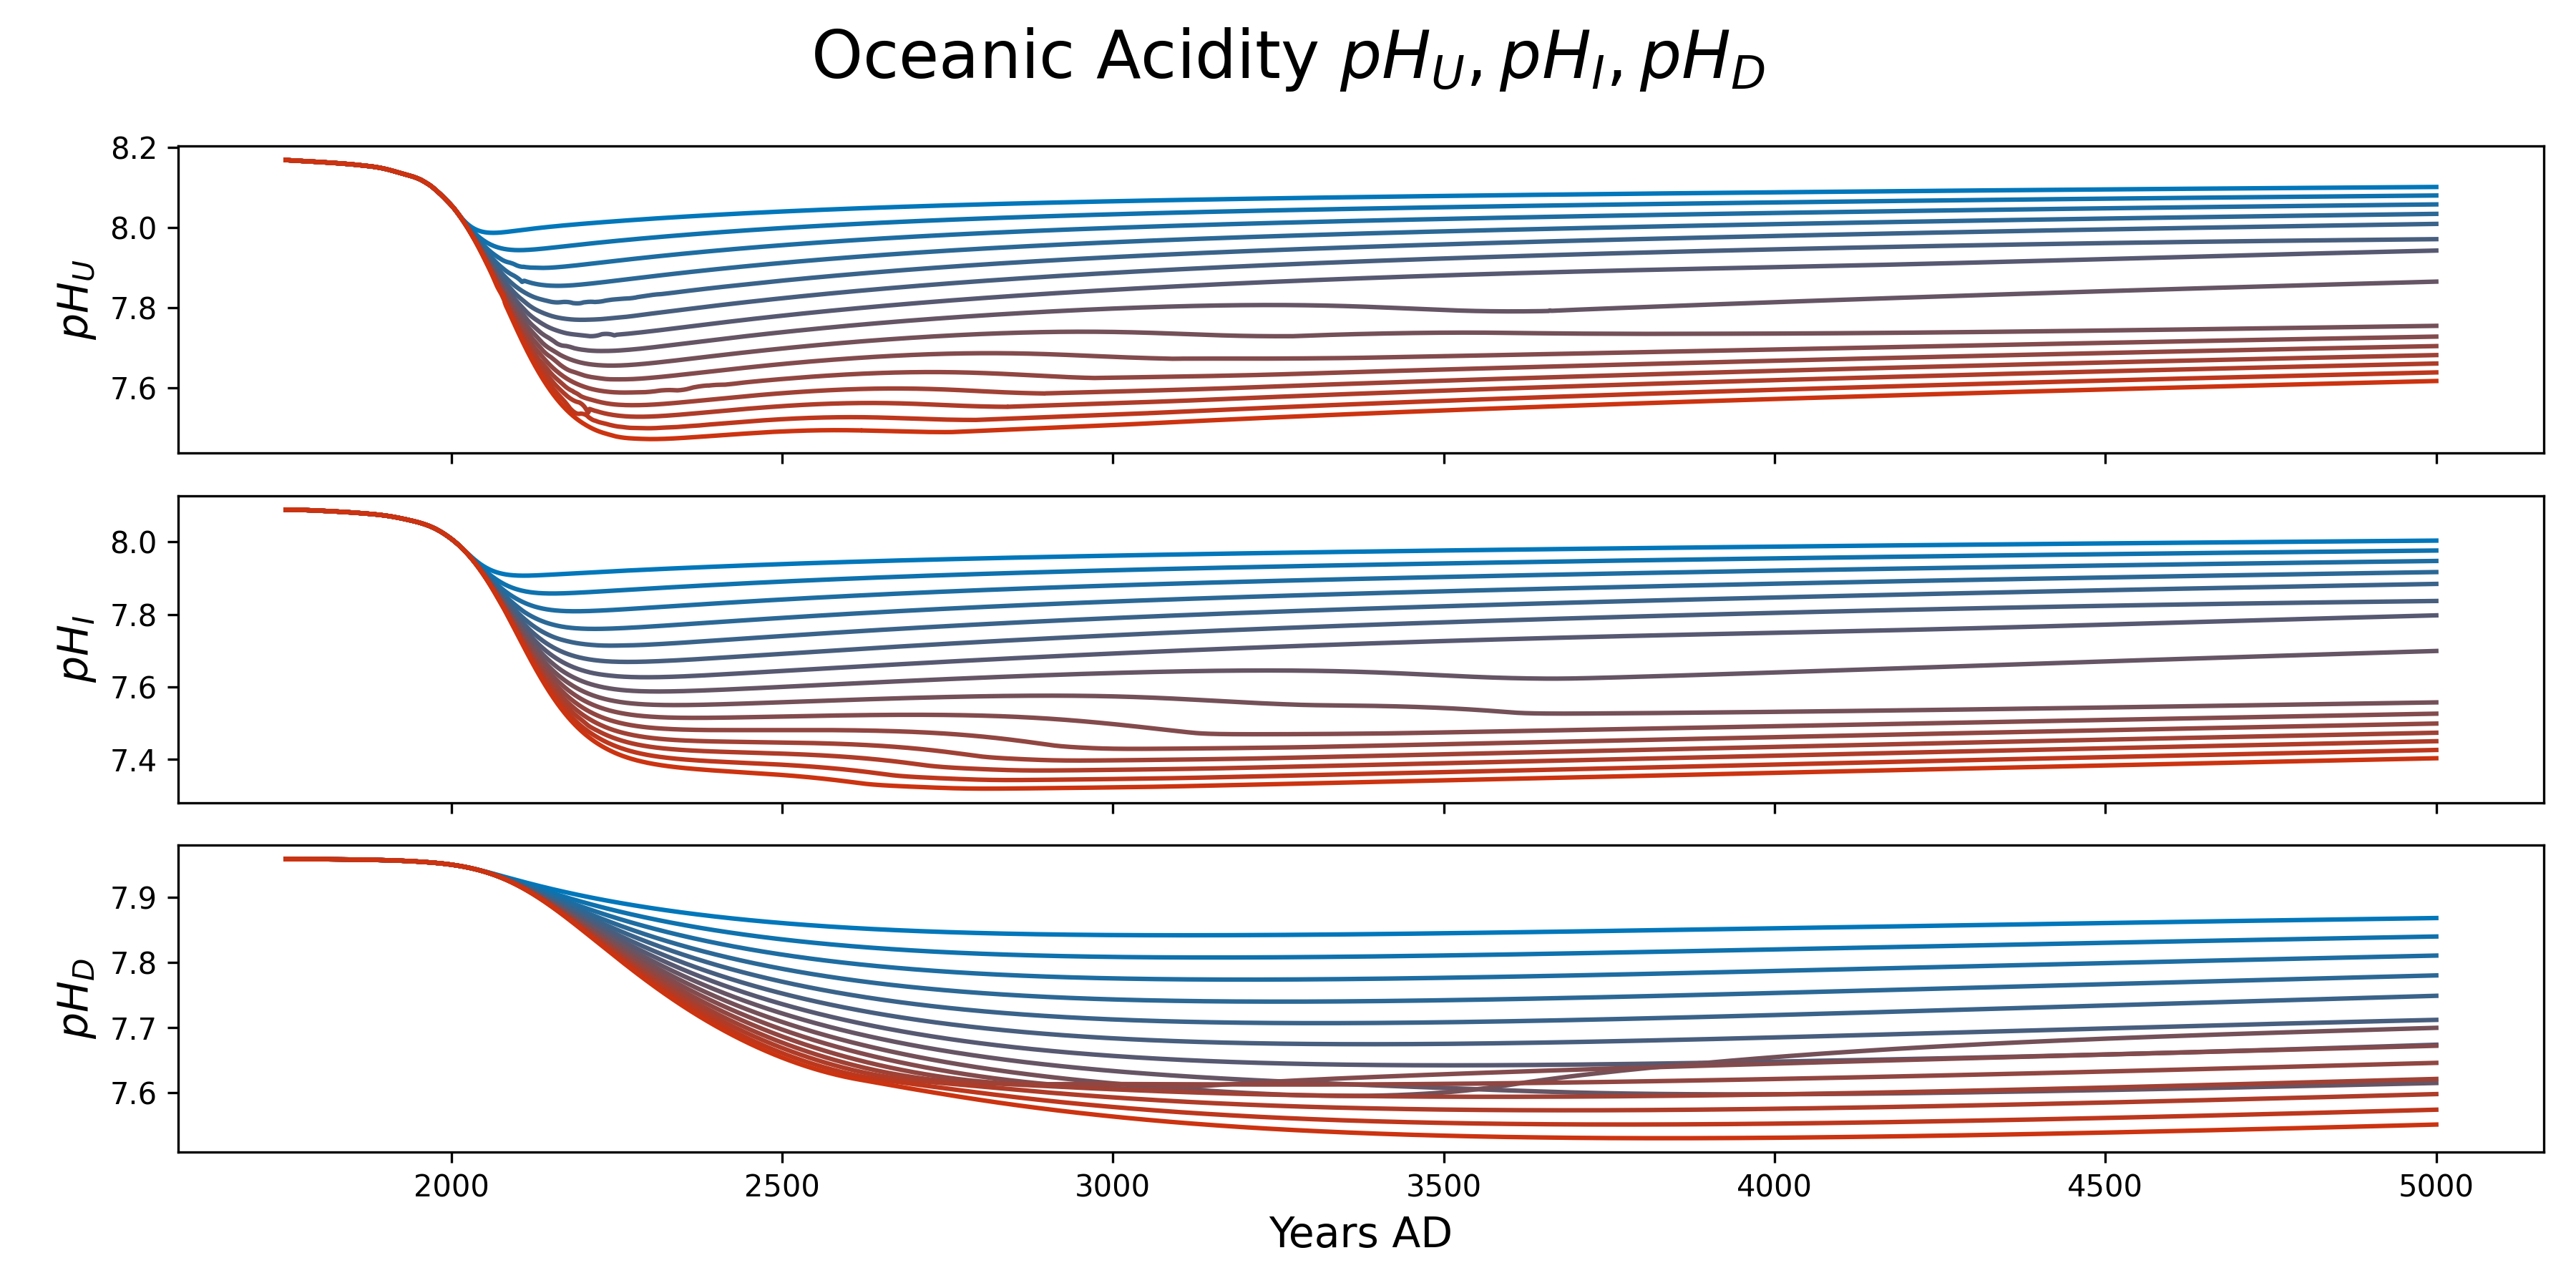 Oceanic Acidity pH_U, pH_I, pH_D
8.2
8.0
7.8
7.6
pH_U
8.0
7.8
7.6
7.4
pH_I
7.9
7.8
7.7
7.6
pH_D
2000 2500 3000 3500 4000 4500 5000
Years AD